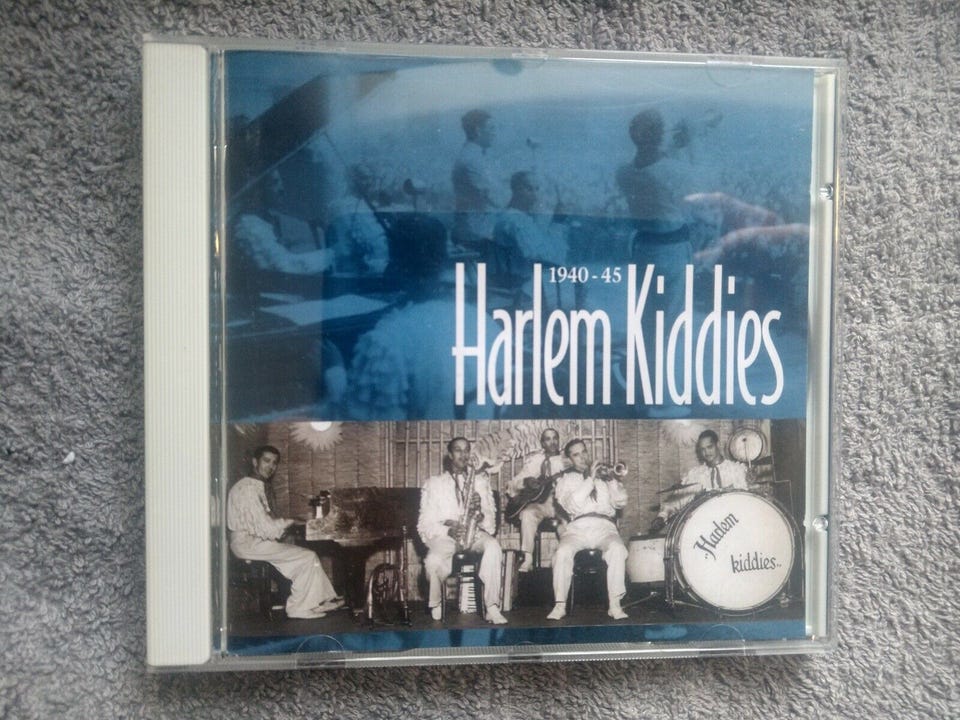 1940 - 45
Harlem Kiddies
"Harlem
kiddies..